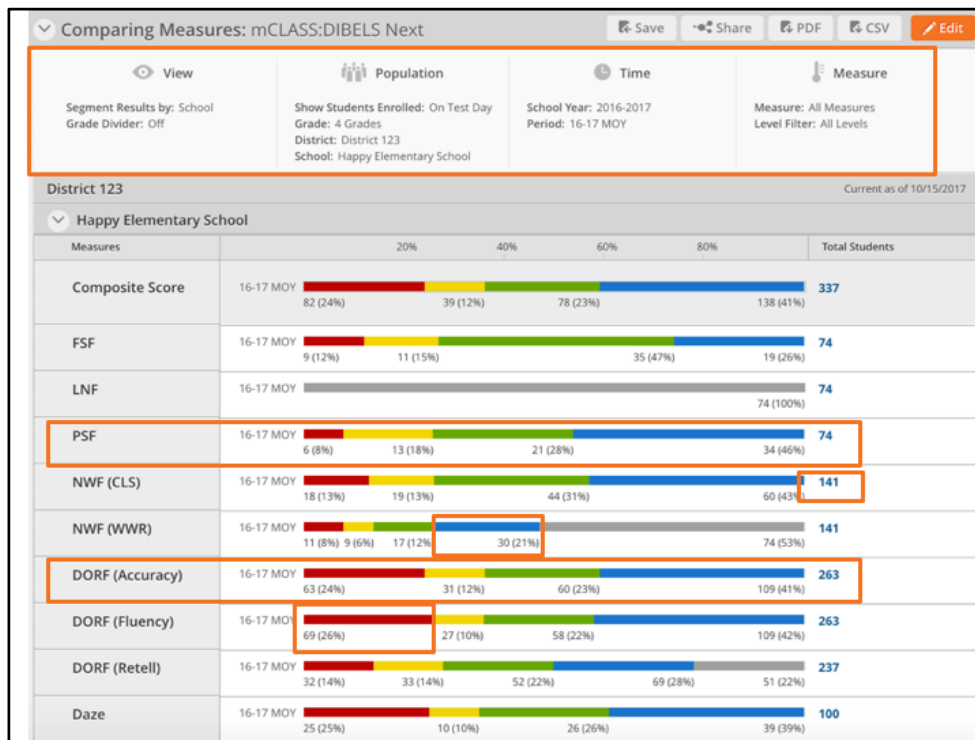 Comparing Measures: mCLASS:DIBELS Next Save Share PDF CSV Edit
View Population Time Measure
Segment Results by: School Show Students Enrolled: On Test Day School Year: 2016-2017 Measure: All Measures
Grade Divider: Off Grade: 4 Grades Period: 16-17 MOY Level Filter: All Levels
District: District 123
School: Happy Elementary School
District 123 Current as of 10/15/2017
Happy Elementary School
Measures 20% 40% 60% 80% Total Students
Composite Score 16-17 MOY 337
82 (24%) 39 (12%) 78 (23%) 138 (41%)
FSF 16-17 MOY 74
9 (12%) 11 (15%) 35 (47%) 19 (26%)
LNF 16-17 MOY 74
74 (100%)
PSF 16-17 MOY 74
6 (8%) 13 (18%) 21 (28%) 34 (46%)
NWF (CLS) 16-17 MOY 141
18 (13%) 19 (13%) 44 (31%) 60 (43%
NWF (WWR) 16-17 MOY 141
11 (8%) 9 (6%) 17 (12% 30 (21%) 74 (53%)
DORF (Accuracy) 16-17 MOY 263
63 (24%) 31 (12%) 60 (23%) 109 (41%)
DORF (Fluency) 16-17 MOY 263
69 (26%) 27 (10%) 58 (22%) 109 (42%)
DORF (Retell) 16-17 MOY 237
32 (14%) 33 (14%) 52 (22%) 69 (28%) 51 (22%)
Daze 16-17 MOY 100
25 (25%) 10 (10%) 26 (26%) 39 (39%)